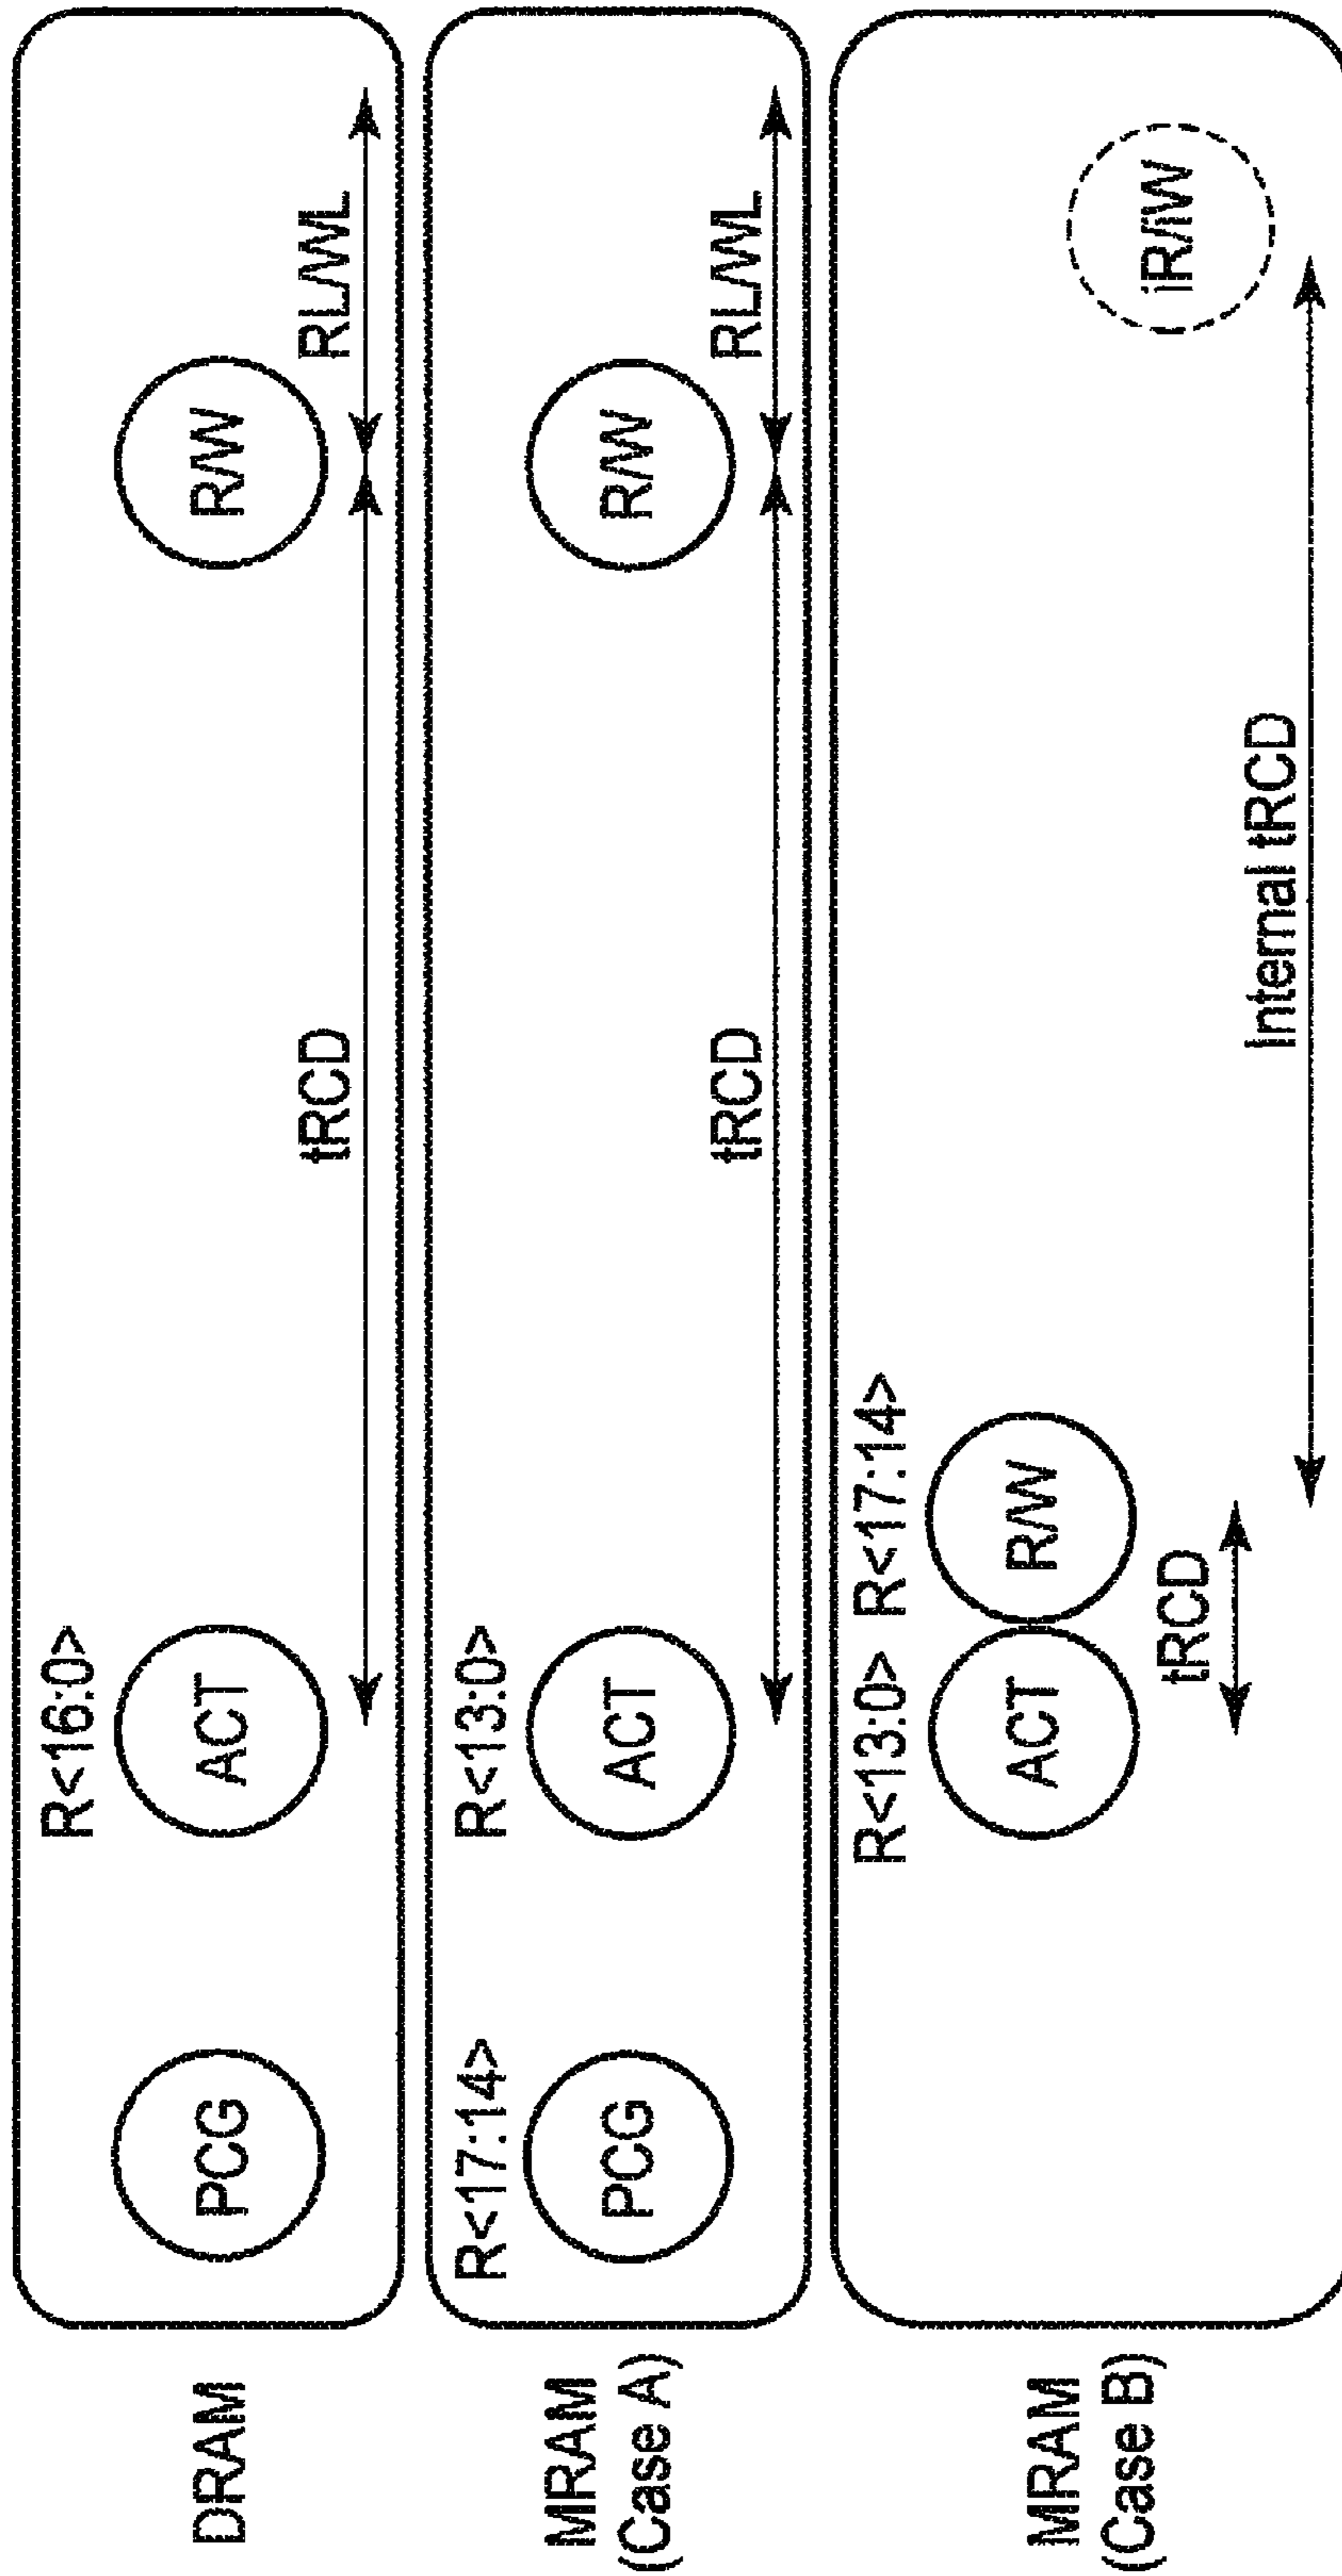 DRAM
R<16:0>
PCG
ACT
R/W
tRCD
RL/WL
MRAM
(Case A)
R<17:14>
R<13:0>
PCG
ACT
R/W
tRCD
RL/WL
MRAM
(Case B)
R<13:0> R<17:14>
ACT
R/W
iR/iW
tRCD
Internal tRCD